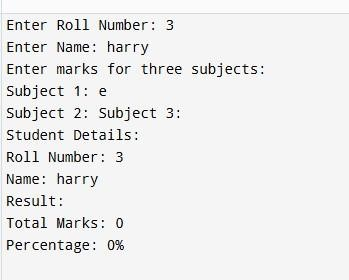 Enter Roll Number: 3
Enter Name: harry
Enter marks for three subjects:
Subject 1: e
Subject 2: Subject 3:
Student Details:
Roll Number: 3
Name: harry
Result:
Total Marks: 0
Percentage: 0%